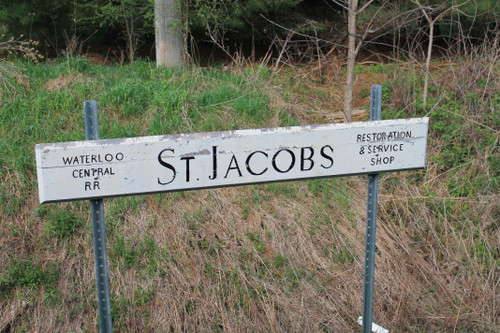 WATERLOO
CENTRAL
RR
ST. JACOBS
RESTORATION
& SERVICE
SHOP